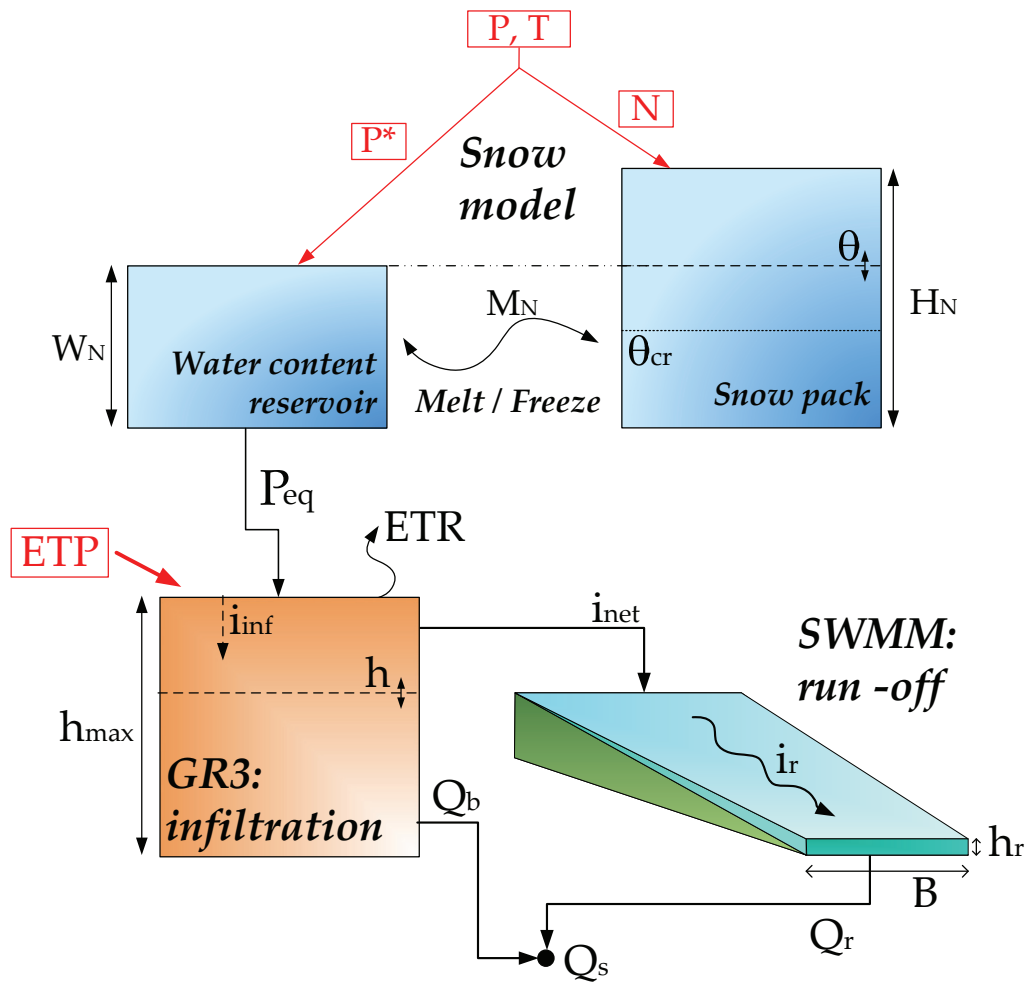 P, T
N
P*
Snow
model
θ
HN
MN
WN
θcr
Water content
reservoir
Melt / Freeze
Snow pack
Peq
ETR
ETP
iinf
inet
SWMM:
run -off
h
hmax
ir
GR3:
infiltration
Qb
hr
B
Qr
Qs